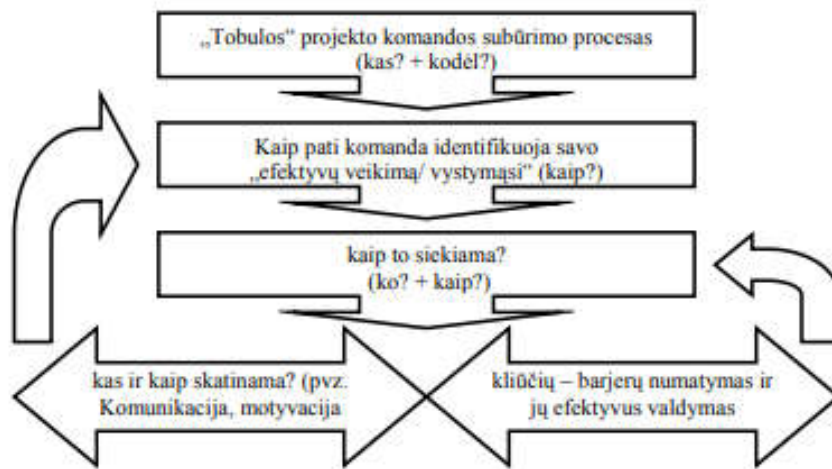 „Tobulos“ projekto komandos subūrimo procesas
(kas? + kodėl?)
Kaip pati komanda identifikuoja savo
„efektyvų veikimą/ vystymąsi“ (kaip?)
kaip to siekiama?
(ko? + kaip?)
kas ir kaip skatinama? (pvz.
Komunikacija, motyvacija
kliūčių – barjerų numatymas ir
jų efektyvus valdymas